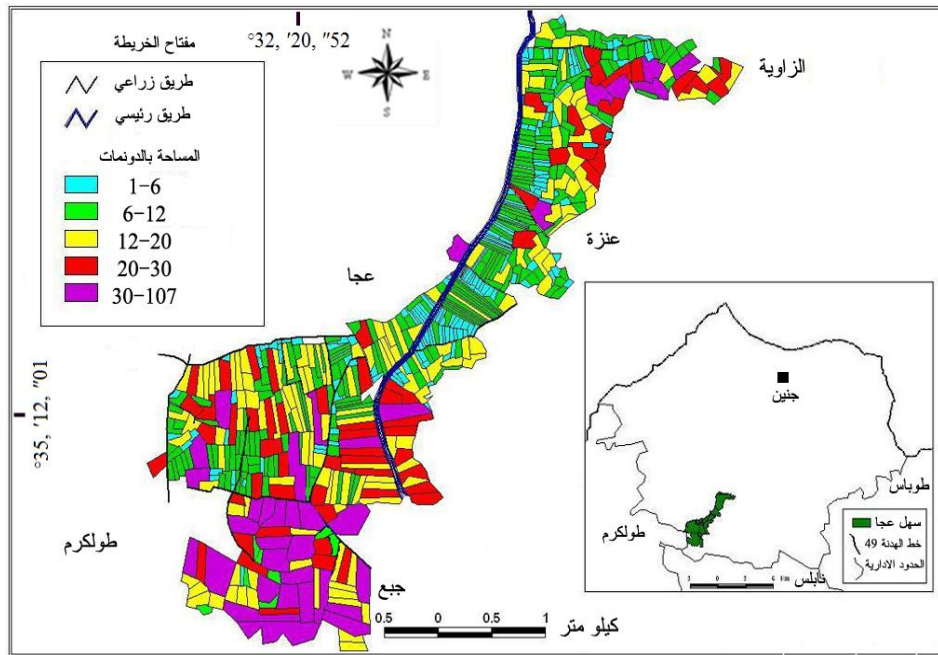 مفتاح الخريطة
طريق زراعي
طريق رئيسي
المساحة بالدونمات
1-6
6-12
12-20
20-30
30-107
°32, '20, "52
N
W
E
S
الزاوية
عنزة
عجا
°35, '12, "01
طولكرم
جبع
0.5 0 0.5 1 كيلو متر
جنين
طوباس
طولكرم
نابلس
سهل عجا
خط الهدنة 49
الحدود الادارية